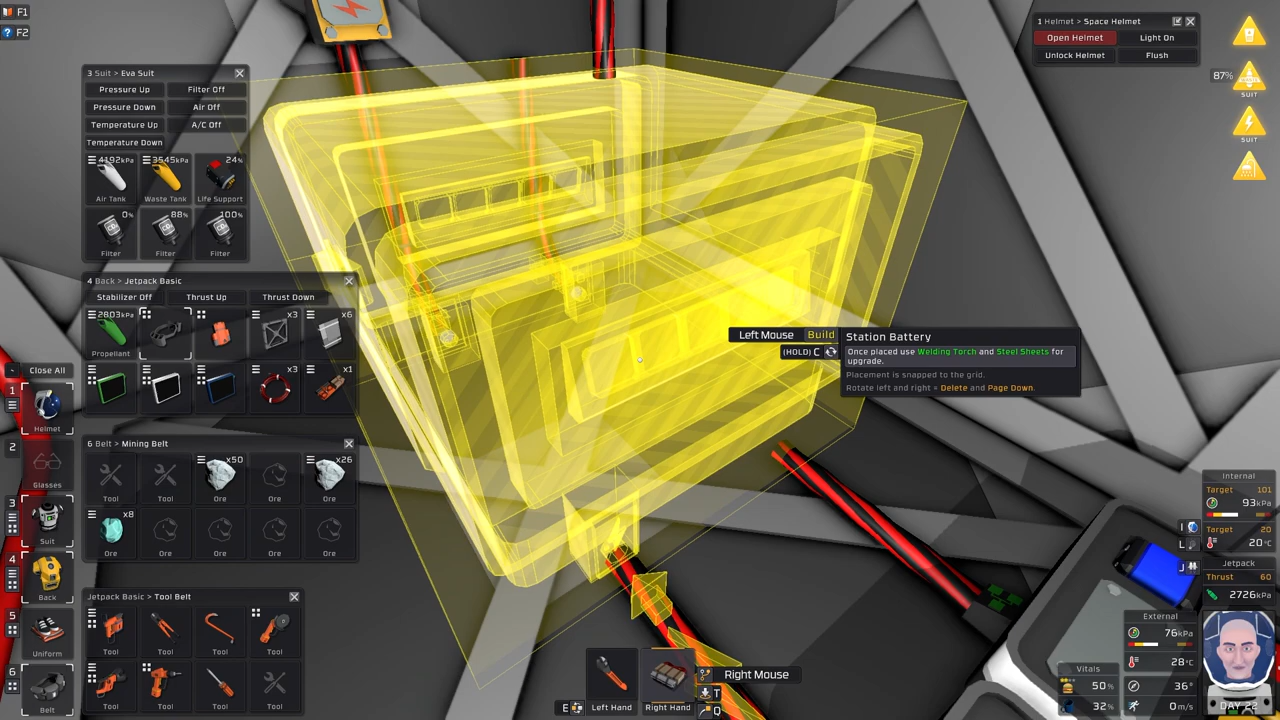 F1
F2
3 Suit > Eva Suit
Pressure Up
Filter Off
Pressure Down
Air Off
Temperature Up
A/C Off
Temperature Down
4192kPa
3545kPa
24%
Air Tank
Waste Tank
Life Support
0%
88%
100%
Filter
Filter
Filter
4 Back > Jetpack Basic
Stabilizer Off
Thrust Up
Thrust Down
2803kPa
x3
x6
Propellant
x3
x1
Close All
1
Helmet
2
Glasses
3
Suit
4
Back
5
Uniform
6
Belt
6 Belt > Mining Belt
x50
x26
Tool
Tool
Ore
Ore
Ore
x8
Ore
Ore
Ore
Ore
Ore
Jetpack Basic > Tool Belt
Tool
Tool
Tool
Tool
Tool
Tool
Tool
Tool
1 Helmet > Space Helmet
Open Helmet
Light On
Unlock Helmet
Flush
87%
SUIT
SUIT
Left Mouse
Build
(HOLD) C
Station Battery
Once placed use Welding Torch and Steel Sheets for
upgrade.
Placement is snapped to the grid.
Rotate left and right = Delete and Page Down.
E
Left Hand
Right Hand
Right Mouse
T
Q
Internal
Target 101
93kPa
Target 20
20°C
Jetpack
Thrust 60
2726kPa
I
L
J
External
76kPa
28°C
36°
0m/s
Vitals
50%
32%
DAY 22